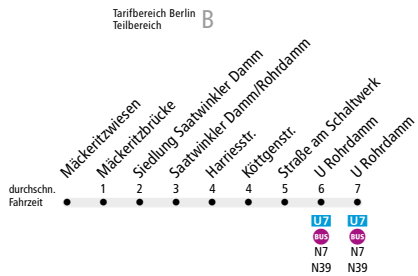 Tarifbereich Berlin
Teilbereich
B
Mäckeritzwiesen
Mäckeritzbrücke
Siedlung Saatwinkler Damm
Saatwinkler Damm/Rohrdamm
Harriesstr.
Köttgenstr.
Straße am Schaltwerk
U Rohrdamm
U Rohrdamm
durchschn. 1 2 3 4 4 5 6 7
Fahrzeit
U7 U7
BUS BUS
N7 N7
N39 N39